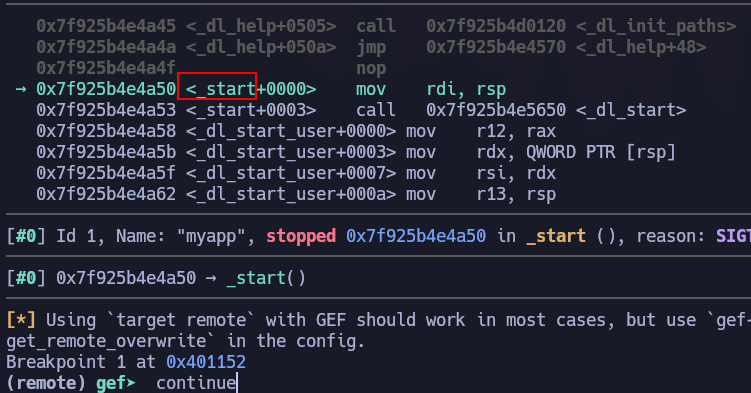 0x7f925b4e4a45 <_dl_help+0505> call 0x7f925b4d0120 <_dl_init_paths>
0x7f925b4e4a4a <_dl_help+050a> jmp 0x7f925b4e4570 <_dl_help+48>
0x7f925b4e4a4f nop
→ 0x7f925b4e4a50 <_start+0000> mov rdi, rsp
0x7f925b4e4a53 <_start+0003> call 0x7f925b4e5650 <_dl_start>
0x7f925b4e4a58 <_dl_start_user+0000> mov r12, rax
0x7f925b4e4a5b <_dl_start_user+0003> mov rdx, QWORD PTR [rsp]
0x7f925b4e4a5f <_dl_start_user+0007> mov rsi, rdx
0x7f925b4e4a62 <_dl_start_user+000a> mov r13, rsp
[#0] Id 1, Name: "myapp", stopped 0x7f925b4e4a50 in _start (), reason: SIGT
[#0] 0x7f925b4e4a50 → _start()
[*] Using `target remote` with GEF should work in most cases, but use `gef-
get_remote_overwrite` in the config.
Breakpoint 1 at 0x401152
(remote) gef➤ continue